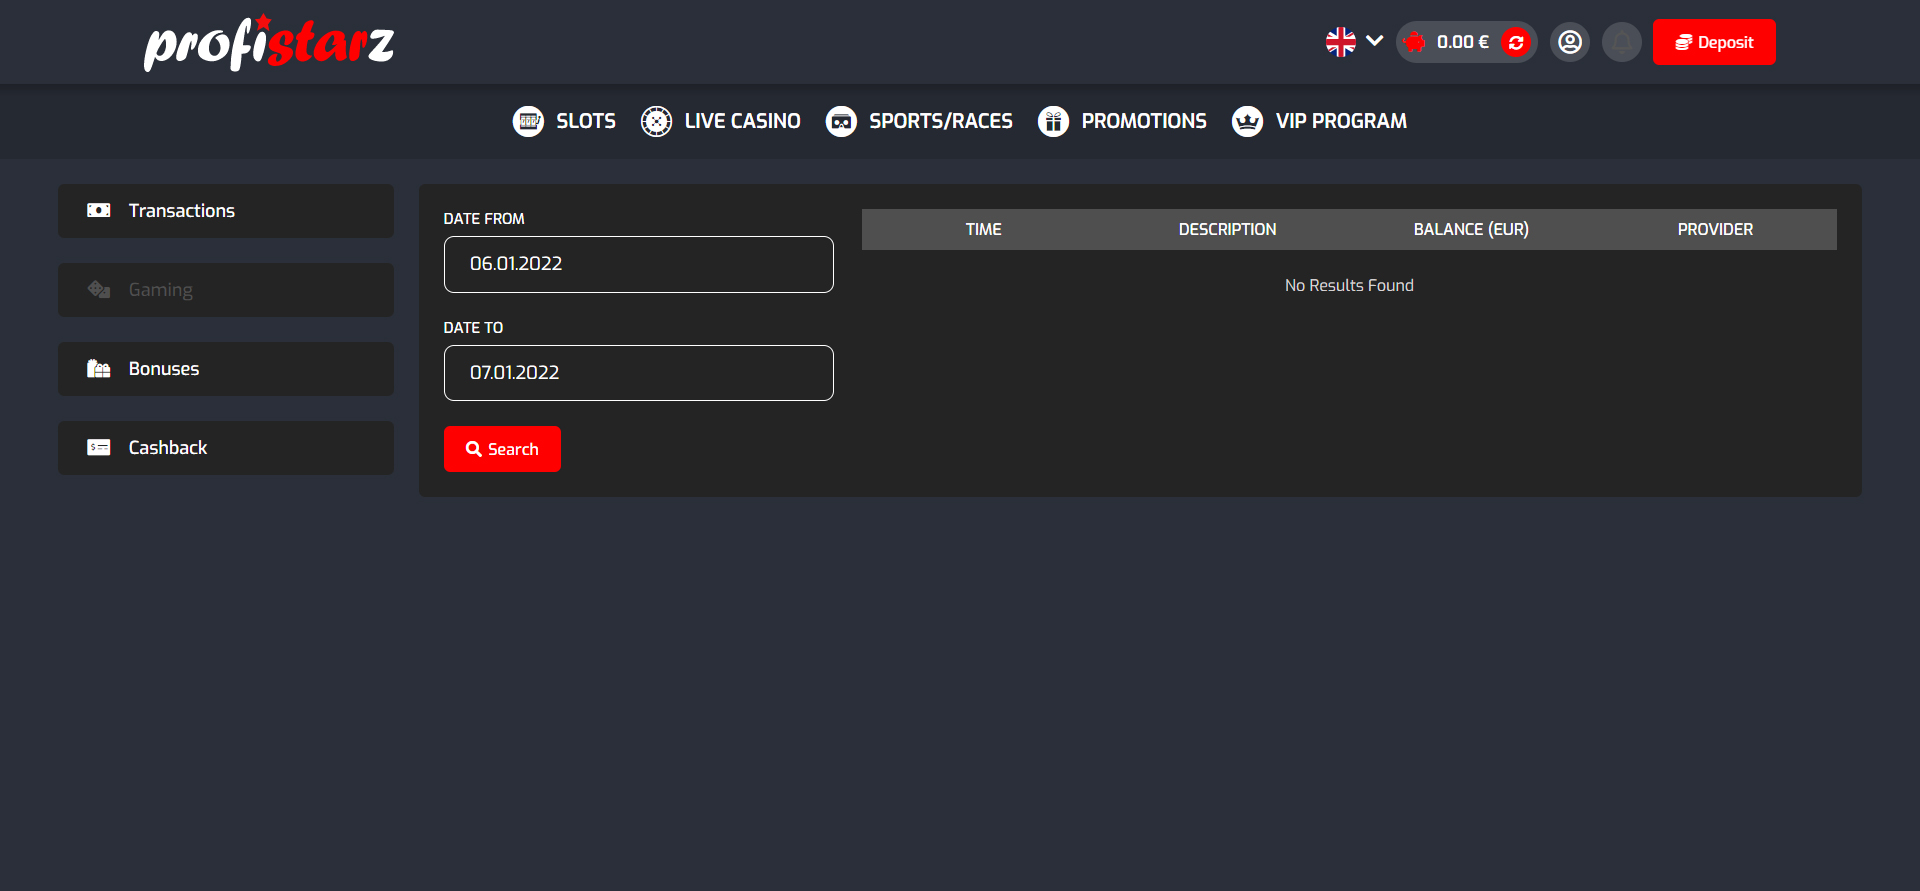 profistarz
0.00 €
Deposit
SLOTS
LIVE CASINO
SPORTS/RACES
PROMOTIONS
VIP PROGRAM
Transactions
Gaming
Bonuses
Cashback
DATE FROM
06.01.2022
DATE TO
07.01.2022
Search
TIME DESCRIPTION BALANCE (EUR) PROVIDER
No Results Found